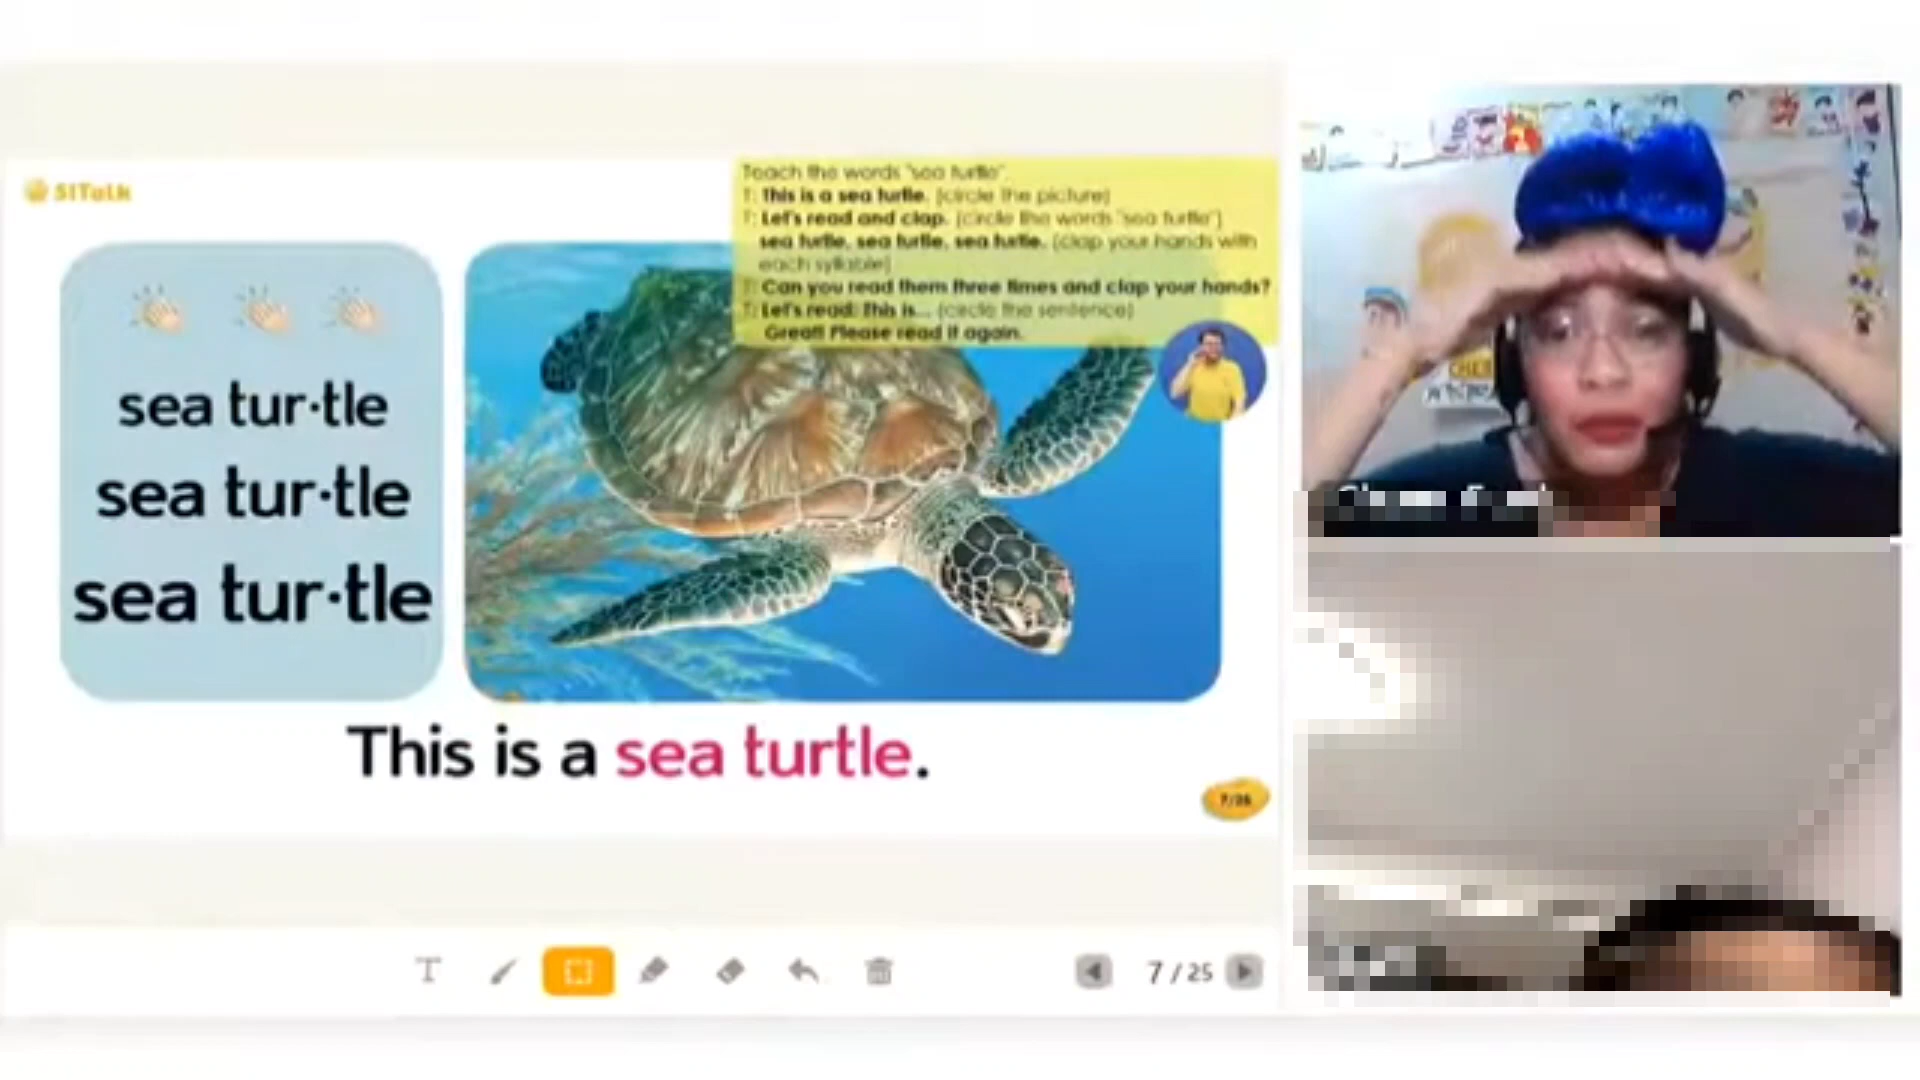 51Talk
Teach the words "sea turtle".
T: This is a sea turtle. (circle the picture)
T: Let's read and clap. (circle the words "sea turtle")
sea turtle, sea turtle, sea turtle. (clap your hands with
each syllable)
T: Can you read them three times and clap your hands?
T: Let's read: This is... (circle the sentence)
Great! Please read it again.
sea tur·tle
sea tur·tle
sea tur·tle
This is a sea turtle.
7/25
T
7 / 25